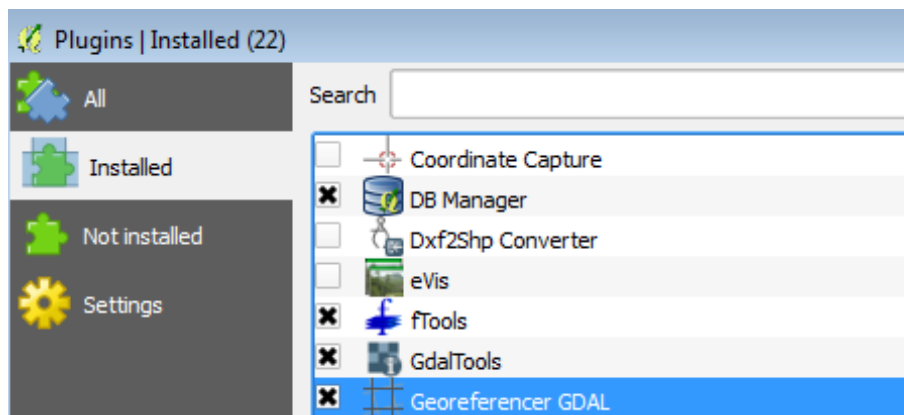 Plugins | Installed (22)
All
Installed
Not installed
Settings
Search
Coordinate Capture
DB Manager
Dxf2Shp Converter
eVis
fTools
GdalTools
Georeferencer GDAL